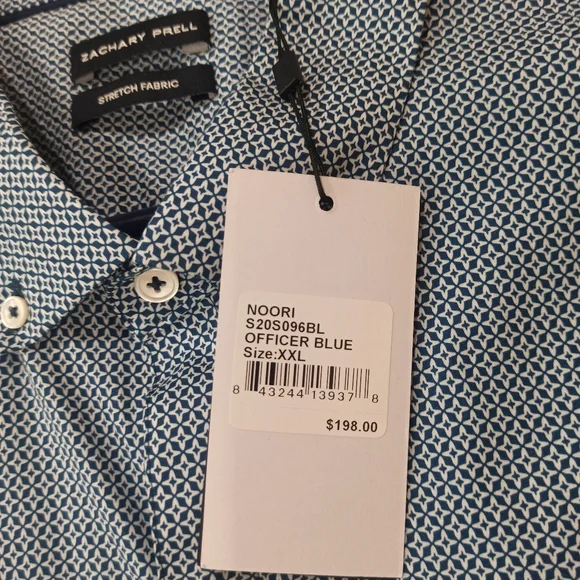 ZACHARY PRELL
STRETCH FABRIC
NOORI
S20S096BL
OFFICER BLUE
Size:XXL
8 43244 13937 8
$198.00